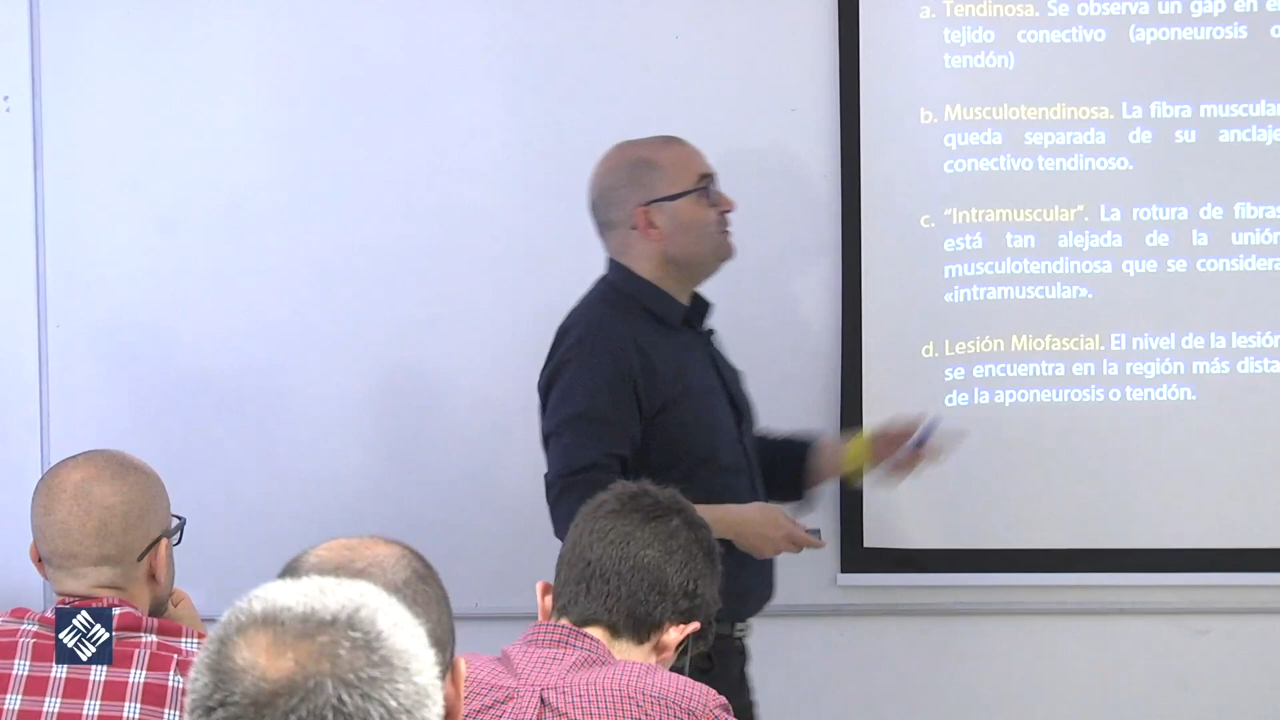 a. Tendinosa. Se observa un gap en el
tejido conectivo (aponeurosis o
tendón)
b. Musculotendinosa. La fibra muscular
queda separada de su anclaje
conectivo tendinoso.
c. “Intramuscular”. La rotura de fibras
está tan alejada de la unión
musculotendinosa que se considera
«intramuscular».
d. Lesión Miofascial. El nivel de la lesión
se encuentra en la región más distal
de la aponeurosis o tendón.